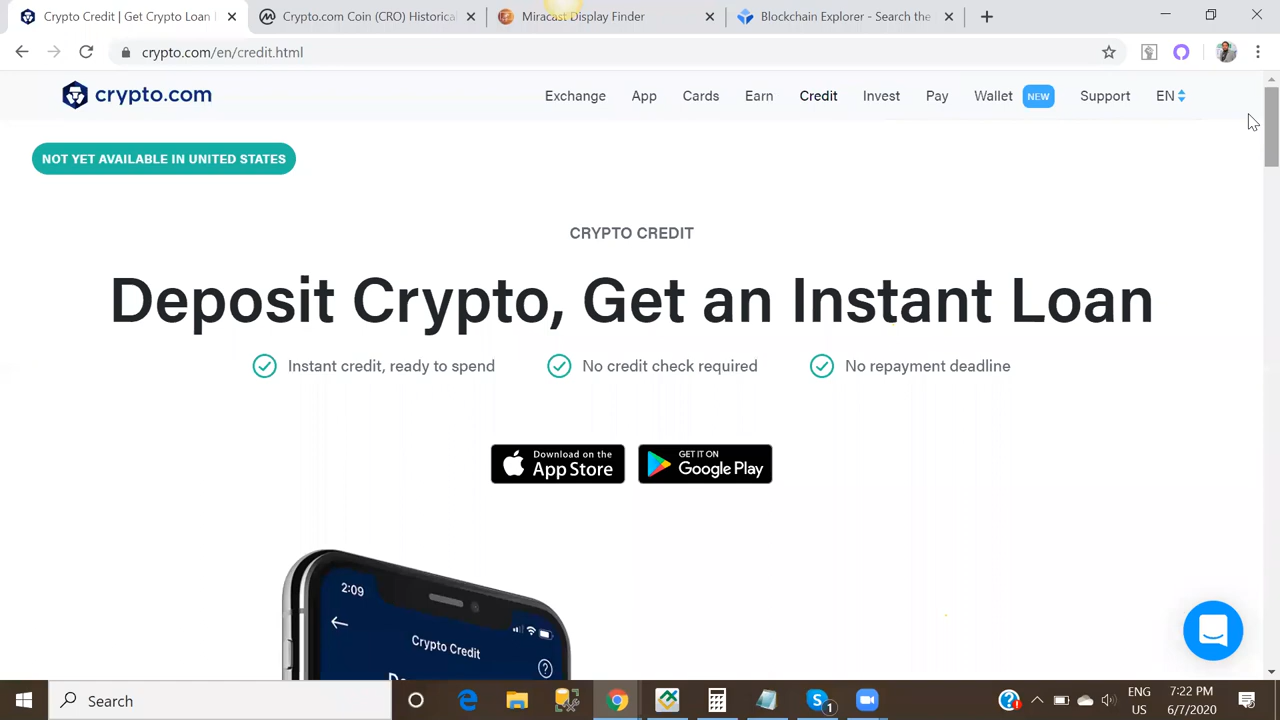 Crypto Credit | Get Crypto Loan
Crypto.com Coin (CRO) Historical
Miracast Display Finder
Blockchain Explorer - Search the
crypto.com/en/credit.html
crypto.com
Exchange
App
Cards
Earn
Credit
Invest
Pay
Wallet
NEW
Support
EN
NOT YET AVAILABLE IN UNITED STATES
CRYPTO CREDIT
Deposit Crypto, Get an Instant Loan
Instant credit, ready to spend
No credit check required
No repayment deadline
Download on the
App Store
GET IT ON
Google Play
2:09
Crypto Credit
Search
1
ENG
US
7:22 PM
6/7/2020